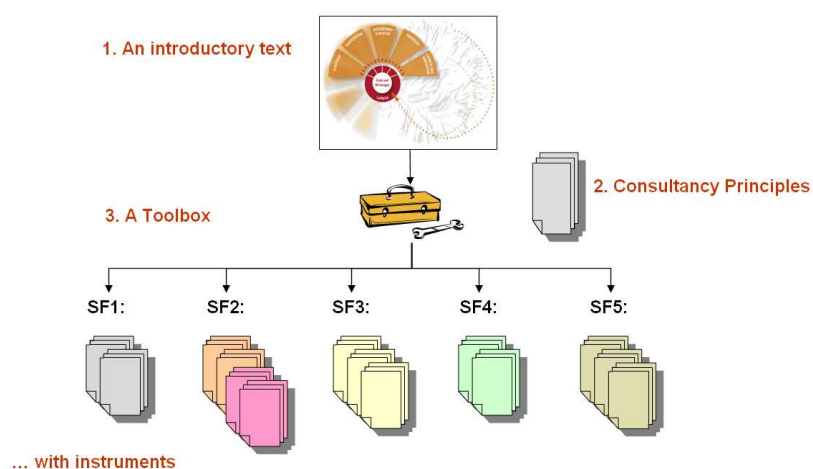 1. An introductory text
2. Consultancy Principles
3. A Toolbox
SF1:
SF2:
SF3:
SF4:
SF5:
... with instruments